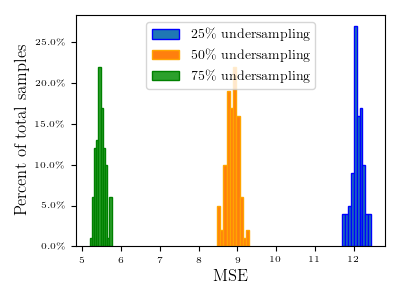 25% undersampling
50% undersampling
75% undersampling
Percent of total samples
25.0%
20.0%
15.0%
10.0%
5.0%
0.0%
5 6 7 8 9 10 11 12
MSE